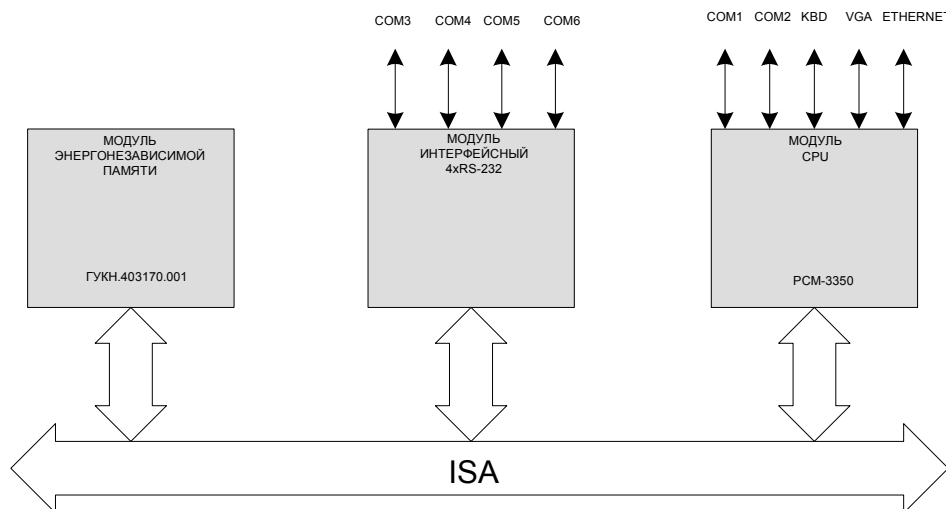 COM3 COM4 COM5 COM6
COM1 COM2 KBD VGA ETHERNET
МОДУЛЬ
ЭНЕРГОНЕЗАВИСИМОЙ
ПАМЯТИ
ГУКН.403170.001
МОДУЛЬ
ИНТЕРФЕЙСНЫЙ
4xRS-232
МОДУЛЬ
CPU
PCM-3350
ISA